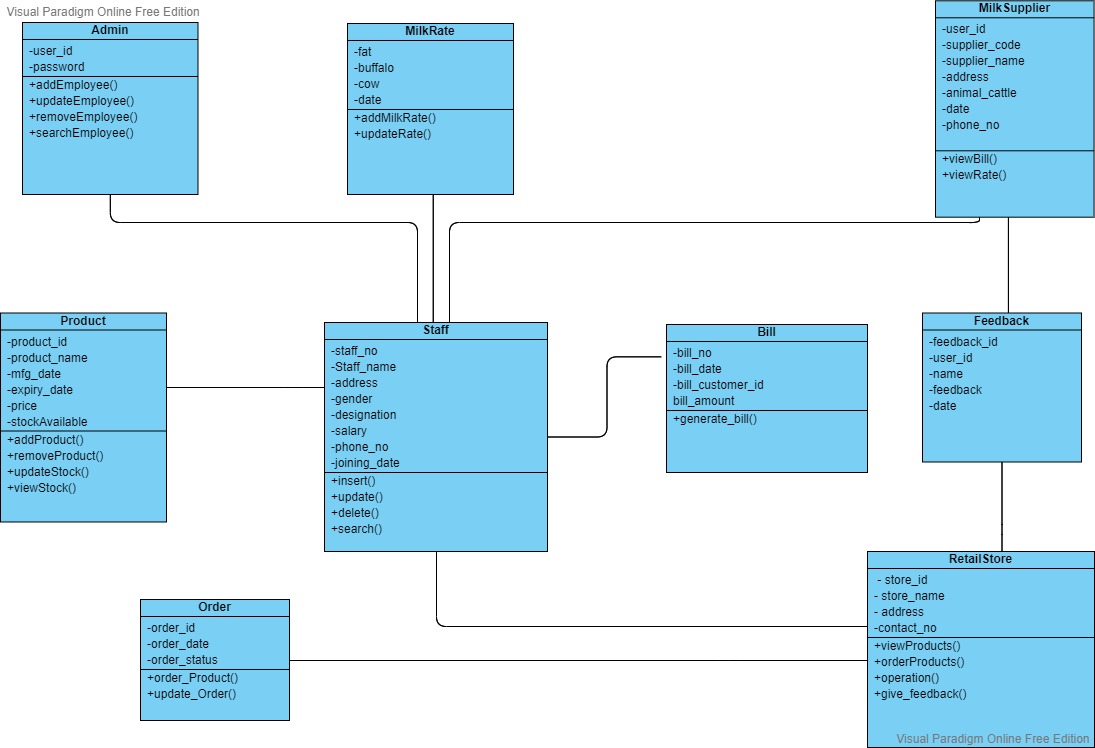 Visual Paradigm Online Free Edition
Admin
-user_id
-password
+addEmployee()
+updateEmployee()
+removeEmployee()
+searchEmployee()
MilkRate
-fat
-buffalo
-cow
-date
+addMilkRate()
+updateRate()
MilkSupplier
-user_id
-supplier_code
-supplier_name
-address
-animal_cattle
-date
-phone_no
+viewBill()
+viewRate()
Product
-product_id
-product_name
-mfg_date
-expiry_date
-price
-stockAvailable
+addProduct()
+removeProduct()
+updateStock()
+viewStock()
Staff
-staff_no
-Staff_name
-address
-gender
-designation
-salary
-phone_no
-joining_date
+insert()
+update()
+delete()
+search()
Bill
-bill_no
-bill_date
-bill_customer_id
bill_amount
+generate_bill()
Feedback
-feedback_id
-user_id
-name
-feedback
-date
Order
-order_id
-order_date
-order_status
+order_Product()
+update_Order()
RetailStore
- store_id
- store_name
- address
-contact_no
+viewProducts()
+orderProducts()
+operation()
+give_feedback()
Visual Paradigm Online Free Edition